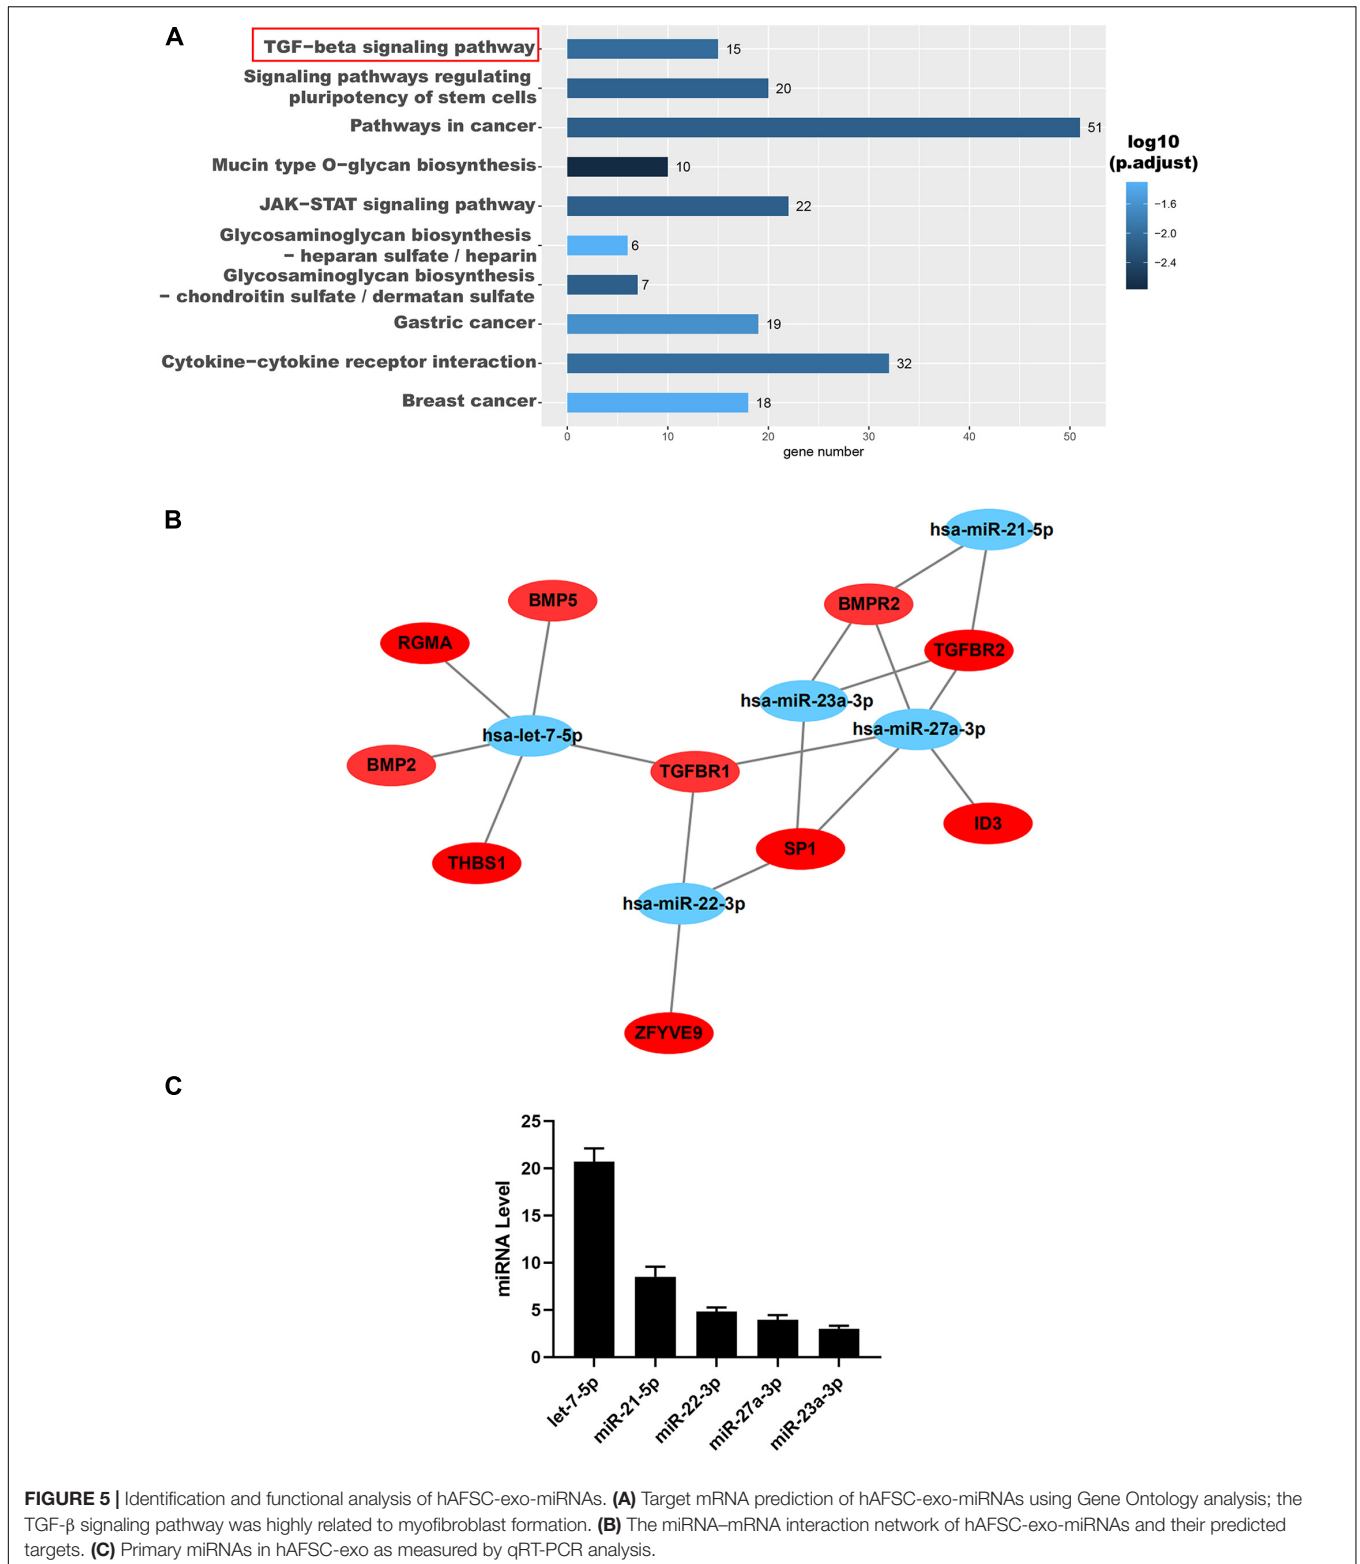 A
TGF−beta signaling pathway
15
Signaling pathways regulating
pluripotency of stem cells
20
Pathways in cancer
51
Mucin type O−glycan biosynthesis
10
JAK−STAT signaling pathway
22
Glycosaminoglycan biosynthesis
− heparan sulfate / heparin
6
Glycosaminoglycan biosynthesis
− chondroitin sulfate / dermatan sulfate
7
Gastric cancer
19
Cytokine−cytokine receptor interaction
32
Breast cancer
18
0 10 20 30 40 50
gene number
log10
(p.adjust)
−1.6
−2.0
−2.4
B
hsa-miR-21-5p
BMP5
BMPR2
RGMA
TGFBR2
hsa-miR-23a-3p
hsa-miR-27a-3p
hsa-let-7-5p
BMP2
TGFBR1
ID3
SP1
THBS1
hsa-miR-22-3p
ZFYVE9
C
miRNA Level
25
20
15
10
5
0
let-7-5p
miR-21-5p
miR-22-3p
miR-27a-3p
miR-23a-3p
FIGURE 5 | Identification and functional analysis of hAFSC-exo-miRNAs. (A) Target mRNA prediction of hAFSC-exo-miRNAs using Gene Ontology analysis; the
TGF-β signaling pathway was highly related to myofibroblast formation. (B) The miRNA–mRNA interaction network of hAFSC-exo-miRNAs and their predicted
targets. (C) Primary miRNAs in hAFSC-exo as measured by qRT-PCR analysis.